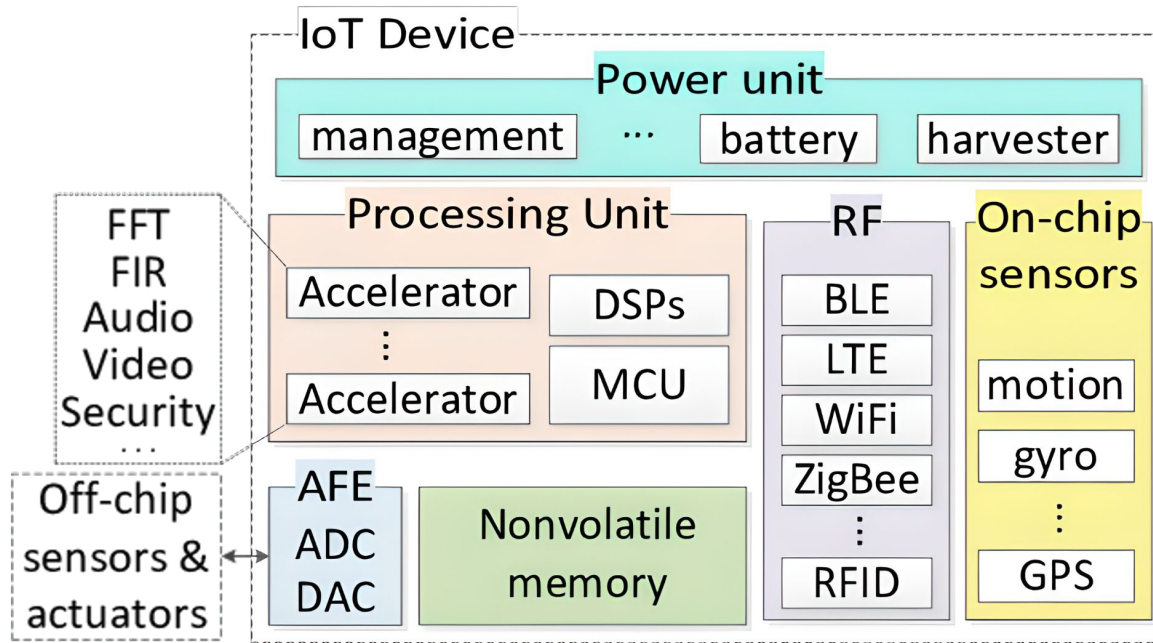 IoT Device
Power unit
management
...
battery
harvester
FFT
FIR
Audio
Video
Security
...
Processing Unit
Accelerator
⋮
Accelerator
DSPs
MCU
RF
BLE
LTE
WiFi
ZigBee
⋮
RFID
On-chip
sensors
motion
gyro
⋮
GPS
Off-chip
sensors &
actuators
AFE
ADC
DAC
Nonvolatile
memory